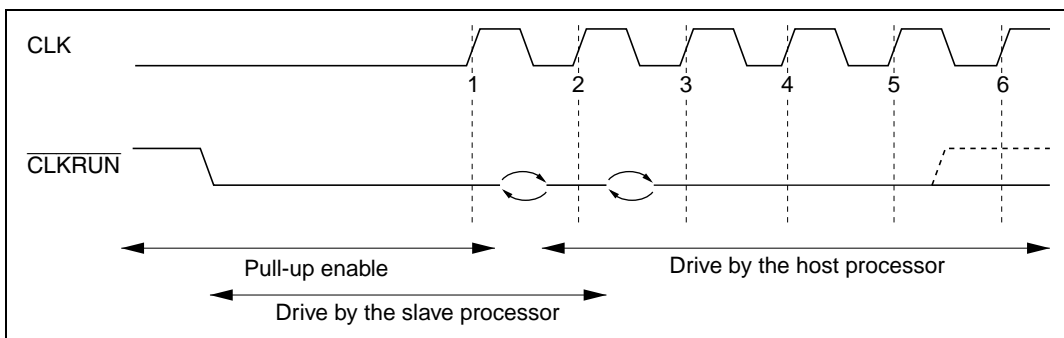 CLK
1 2 3 4 5 6
CLKRUN
Pull-up enable
Drive by the host processor
Drive by the slave processor